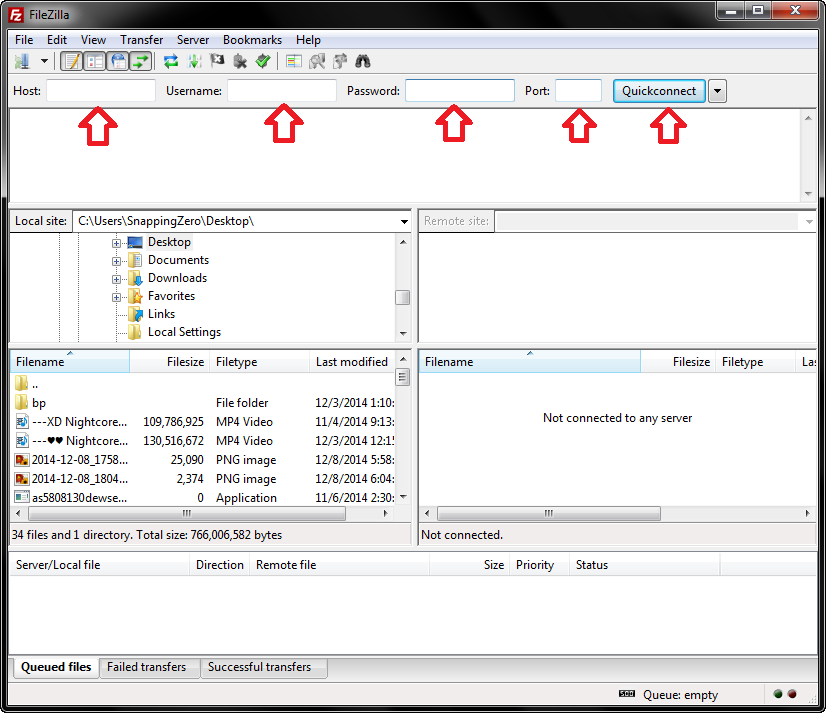 FileZilla
File Edit View Transfer Server Bookmarks Help
Host: Username: Password: Port: Quickconnect
Local site: C:\Users\SnappingZero\Desktop\ Remote site:
Desktop
Documents
Downloads
Favorites
Links
Local Settings
Filename Filesize Filetype Last modified
..
bp File folder 12/3/2014 1:10:
---XD Nightcore... 109,786,925 MP4 Video 11/4/2014 9:13:
---♥♥ Nightcore... 130,516,672 MP4 Video 12/3/2014 12:15
2014-12-08_1758... 25,090 PNG image 12/8/2014 5:58:
2014-12-08_1804... 2,374 PNG image 12/8/2014 6:04:
as5808130dewse... 0 Application 11/6/2014 2:30:
34 files and 1 directory. Total size: 766,006,582 bytes
Filename Filesize Filetype Las
Not connected to any server
Not connected.
Server/Local file Direction Remote file Size Priority Status
Queued files Failed transfers Successful transfers
Queue: empty